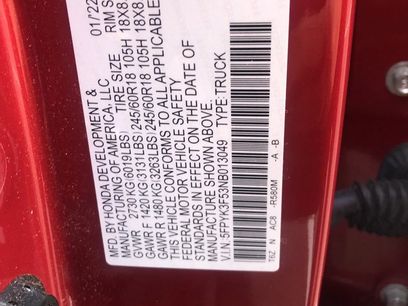 MFD. BY HONDA DEVELOPMENT & 01/22
MANUFACTURING OF AMERICA, LLC
TIRE SIZE RIM S
GVWR 2730 KG(6019LBS)
GAWR F 1420 KG(3131LBS) 245/60R18 105H 18X8
GAWR R 1480 KG(3263LBS) 245/60R18 105H 18X8
THIS VEHICLE CONFORMS TO ALL APPLICABLE
FEDERAL MOTOR VEHICLE SAFETY
STANDARDS IN EFFECT ON THE DATE OF
MANUFACTURE SHOWN ABOVE.
V.I.N. 5FPYK3F53NB013049 TYPE:TRUCK
T6Z N AC8 -R580M -A -B